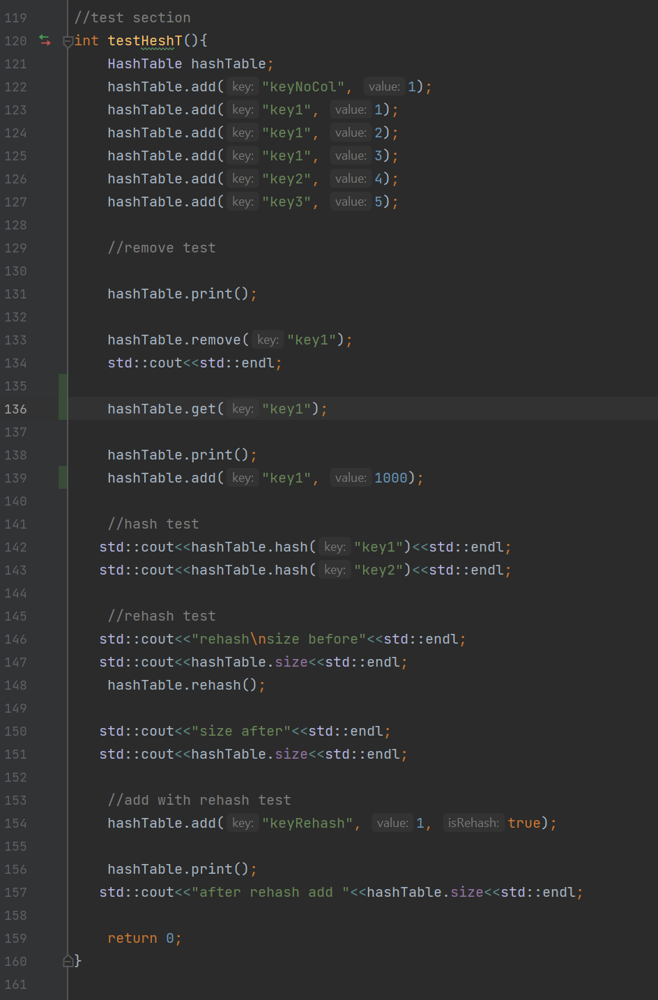 119 //test section
120 int testHeshT(){
121 HashTable hashTable;
122 hashTable.add( key: "keyNoCol", value: 1);
123 hashTable.add( key: "key1", value: 1);
124 hashTable.add( key: "key1", value: 2);
125 hashTable.add( key: "key1", value: 3);
126 hashTable.add( key: "key2", value: 4);
127 hashTable.add( key: "key3", value: 5);
128
129 //remove test
130
131 hashTable.print();
132
133 hashTable.remove( key: "key1");
134 std::cout<<std::endl;
135
136 hashTable.get( key: "key1");
137
138 hashTable.print();
139 hashTable.add( key: "key1", value: 1000);
140
141 //hash test
142 std::cout<<hashTable.hash( key: "key1")<<std::endl;
143 std::cout<<hashTable.hash( key: "key2")<<std::endl;
144
145 //rehash test
146 std::cout<<"rehash\nsize before"<<std::endl;
147 std::cout<<hashTable.size<<std::endl;
148 hashTable.rehash();
149
150 std::cout<<"size after"<<std::endl;
151 std::cout<<hashTable.size<<std::endl;
152
153 //add with rehash test
154 hashTable.add( key: "keyRehash", value: 1, isRehash: true);
155
156 hashTable.print();
157 std::cout<<"after rehash add "<<hashTable.size<<std::endl;
158
159 return 0;
160 }
161